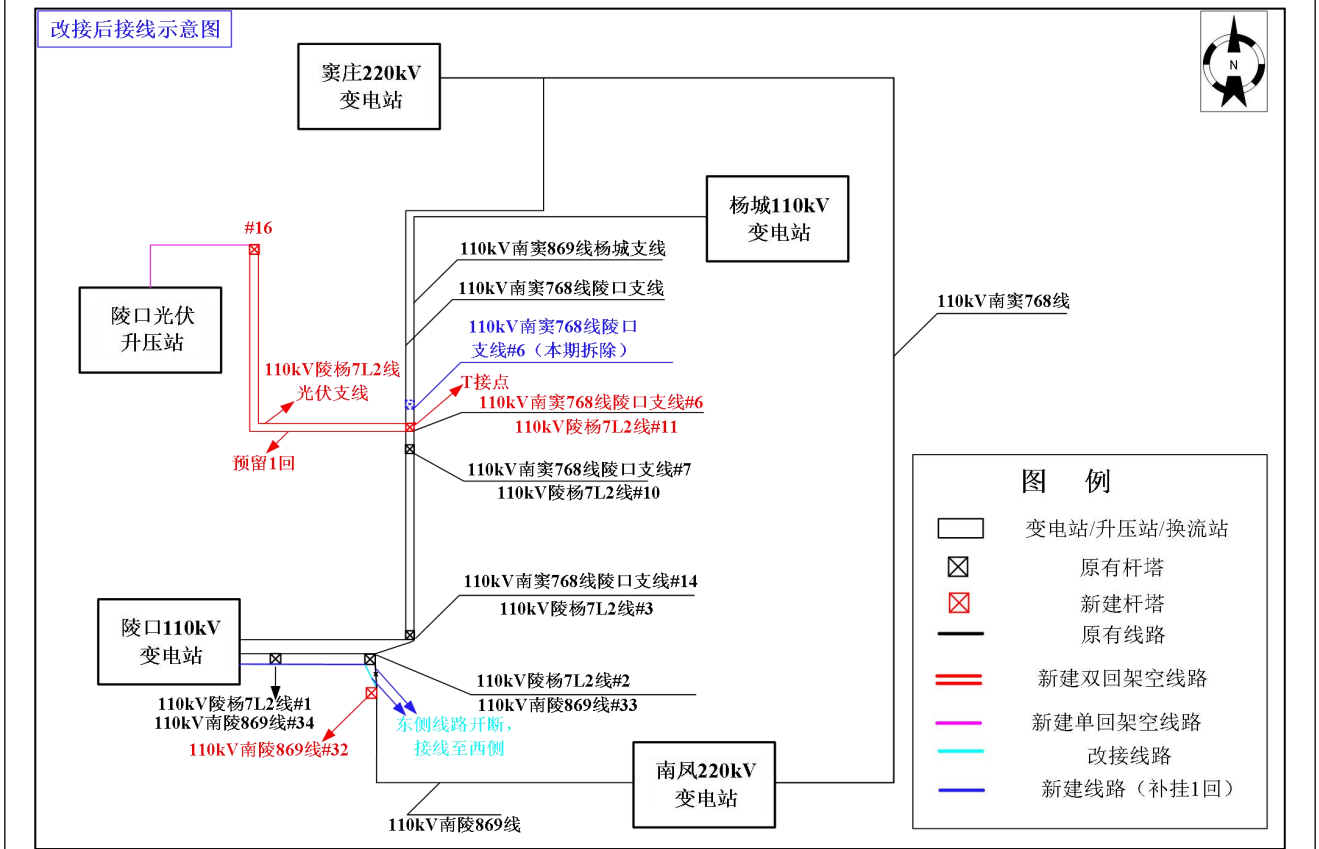 改接后接线示意图
N
窦庄220kV
变电站
杨城110kV
变电站
#16
110kV南窦869线杨城支线
110kV南窦768线陵口支线
110kV南窦768线
陵口光伏
升压站
110kV南窦768线陵口
支线#6（本期拆除）
110kV陵杨7L2线
光伏支线
T接点
110kV南窦768线陵口支线#6
110kV陵杨7L2线#11
预留1回
110kV南窦768线陵口支线#7
110kV陵杨7L2线#10
110kV南窦768线陵口支线#14
110kV陵杨7L2线#3
陵口110kV
变电站
110kV陵杨7L2线#2
110kV南陵869线#33
110kV陵杨7L2线#1
110kV南陵869线#34
110kV南陵869线#32
东侧线路开断，
接线至西侧
南凤220kV
变电站
110kV南陵869线
图 例
变电站/升压站/换流站
原有杆塔
新建杆塔
原有线路
新建双回架空线路
新建单回架空线路
改接线路
新建线路（补挂1回）